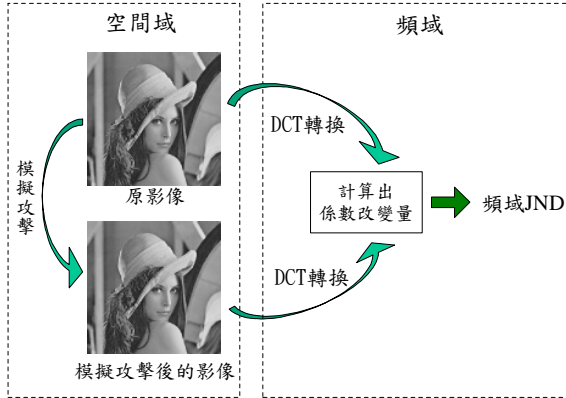 空間域
頻域
DCT轉換
模擬攻擊
原影像
計算出
係數改變量
頻域JND
DCT轉換
模擬攻擊後的影像